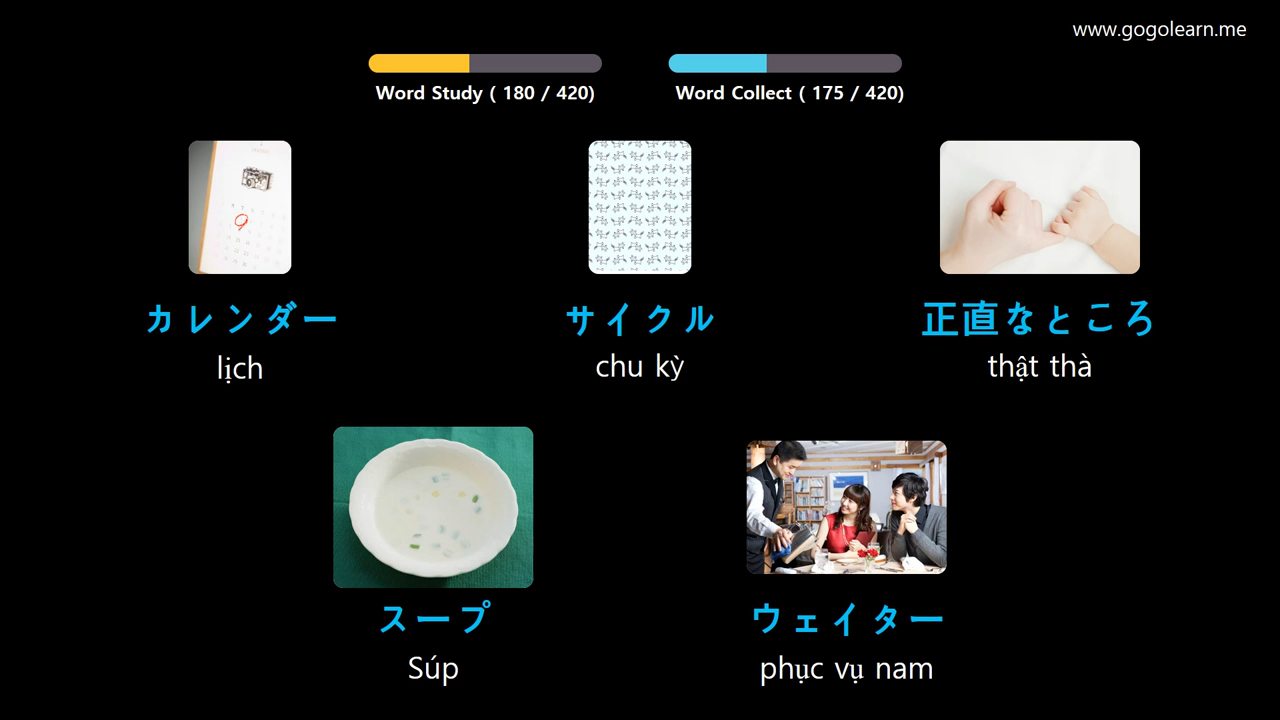 www.gogolearn.me
Word Study ( 180 / 420)
Word Collect ( 175 / 420)
カレンダー
lịch
サイクル
chu kỳ
正直なところ
thật thà
スープ
Súp
ウェイター
phục vụ nam